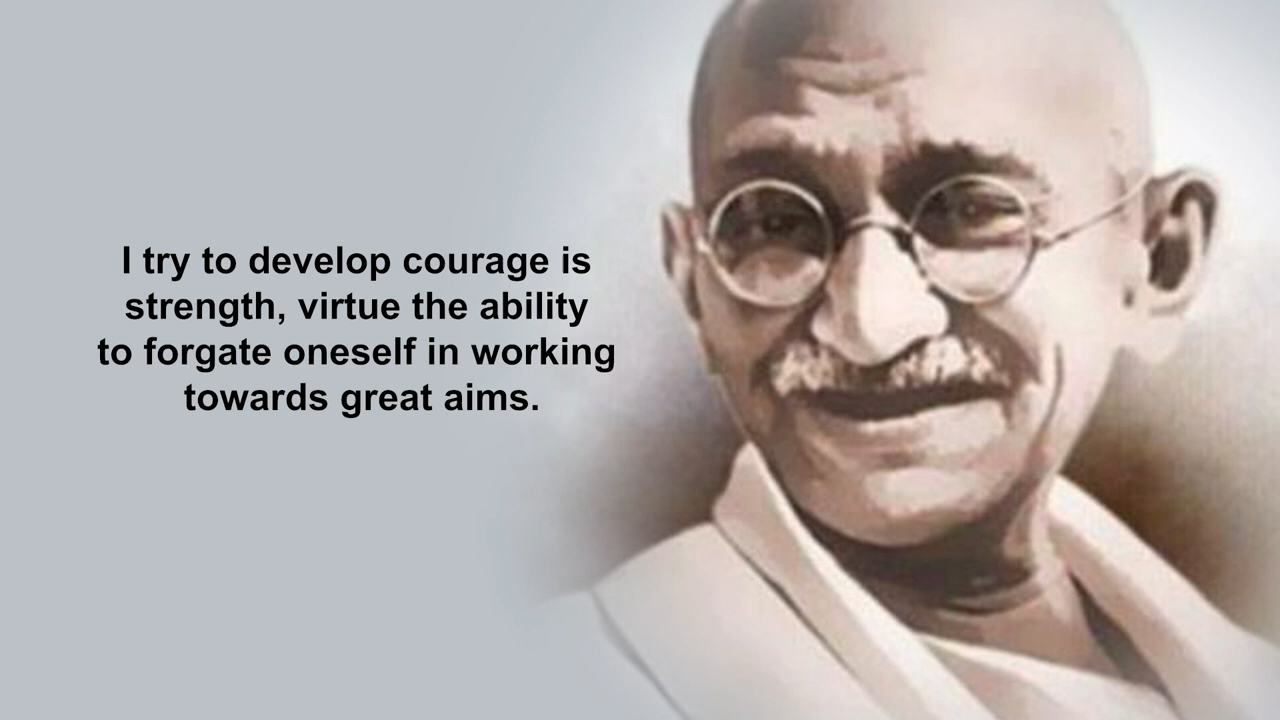 I try to develop courage is
strength, virtue the ability
to forgate oneself in working
towards great aims.